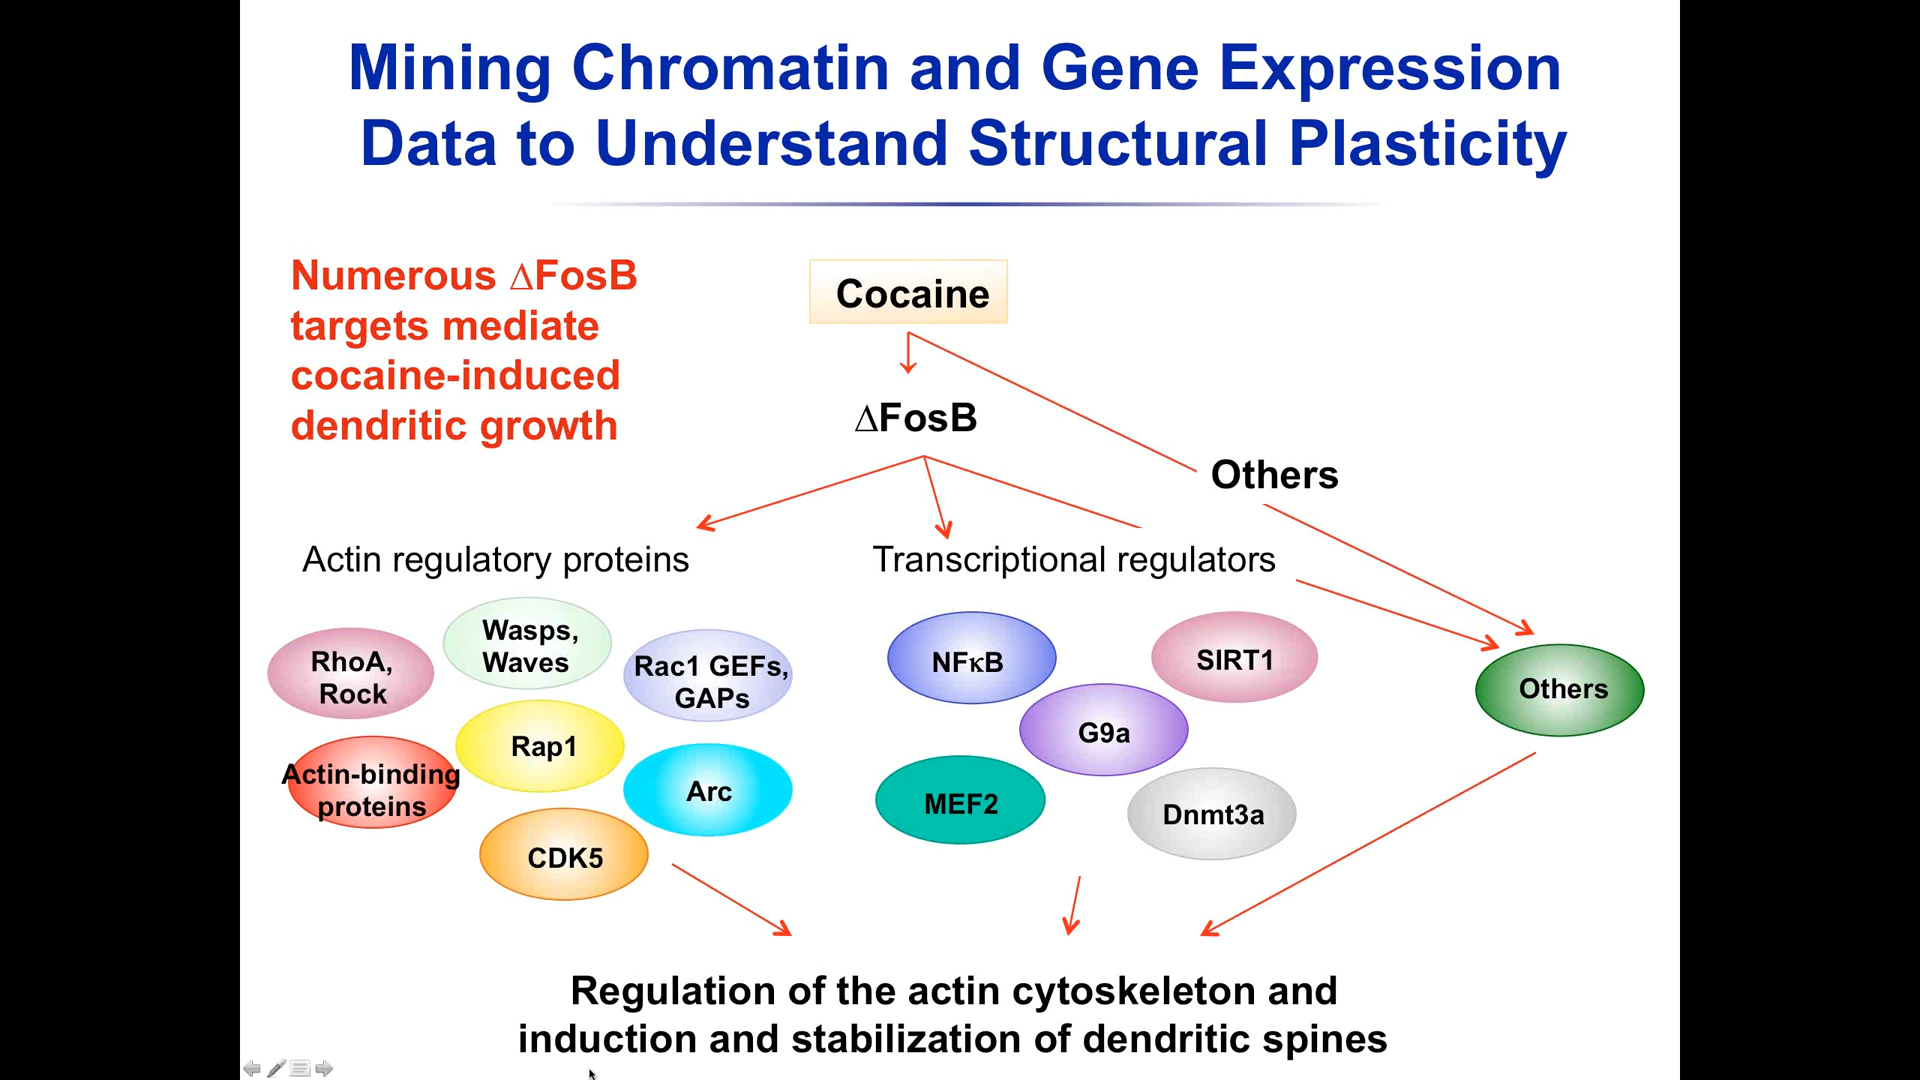 Mining Chromatin and Gene Expression
Data to Understand Structural Plasticity
Numerous ∆FosB
targets mediate
cocaine-induced
dendritic growth
Cocaine
∆FosB
Others
Actin regulatory proteins
Transcriptional regulators
RhoA,
Rock
Wasps,
Waves
Rac1 GEFs,
GAPs
Rap1
Actin-binding
proteins
Arc
CDK5
NFκB
SIRT1
G9a
MEF2
Dnmt3a
Others
Regulation of the actin cytoskeleton and
induction and stabilization of dendritic spines